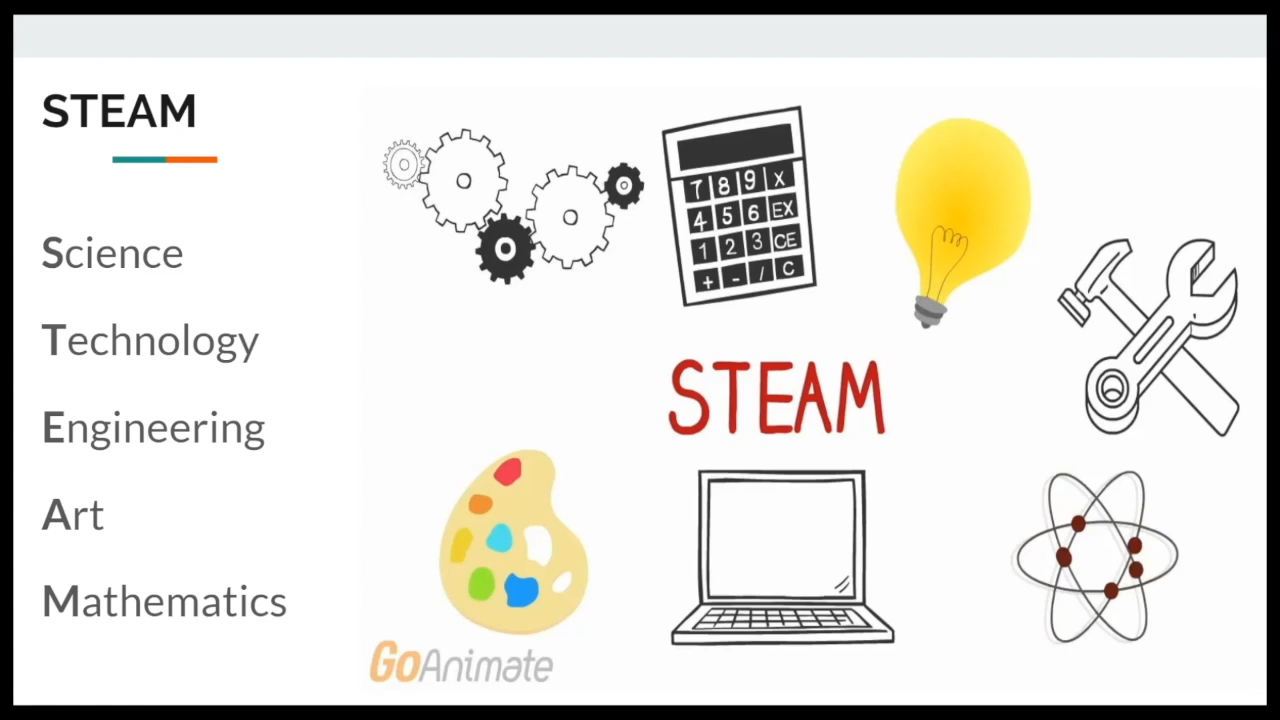 STEAM
Science
Technology
Engineering
Art
Mathematics
7 8 9 X
4 5 6 EX
1 2 3 CE
+ - / C
STEAM
GoAnimate